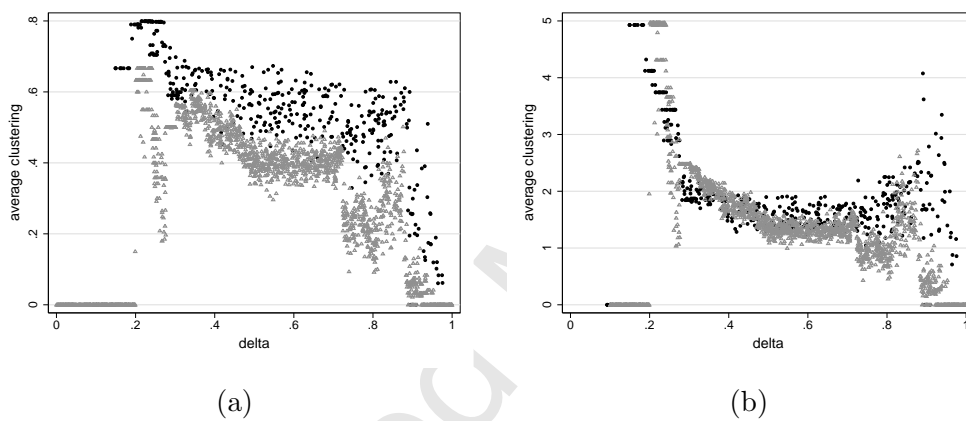 .8
.6
.4
.2
0
average clustering
0 .2 .4 .6 .8 1
delta
(a)
5
4
3
2
1
0
average clustering
0 .2 .4 .6 .8 1
delta
(b)